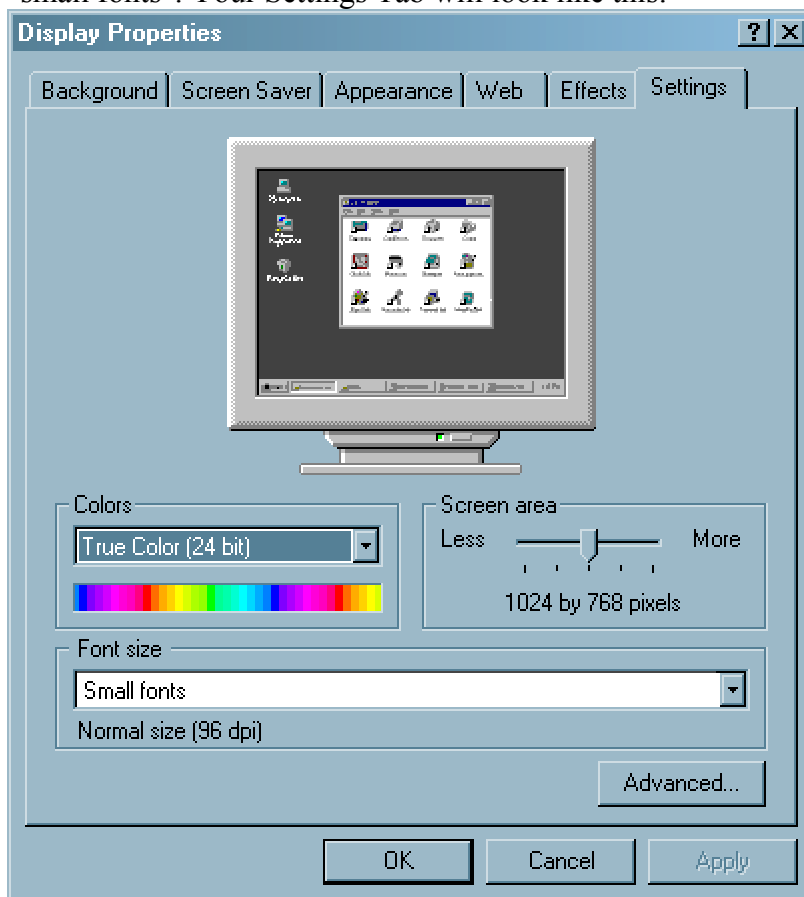 small fonts". Your Settings Tab will look like this:
Display Properties
Background Screen Saver Appearance Web Effects Settings
Colors
True Color (24 bit)
Screen area
Less More
1024 by 768 pixels
Font size
Small fonts
Normal size (96 dpi)
Advanced...
OK Cancel Apply